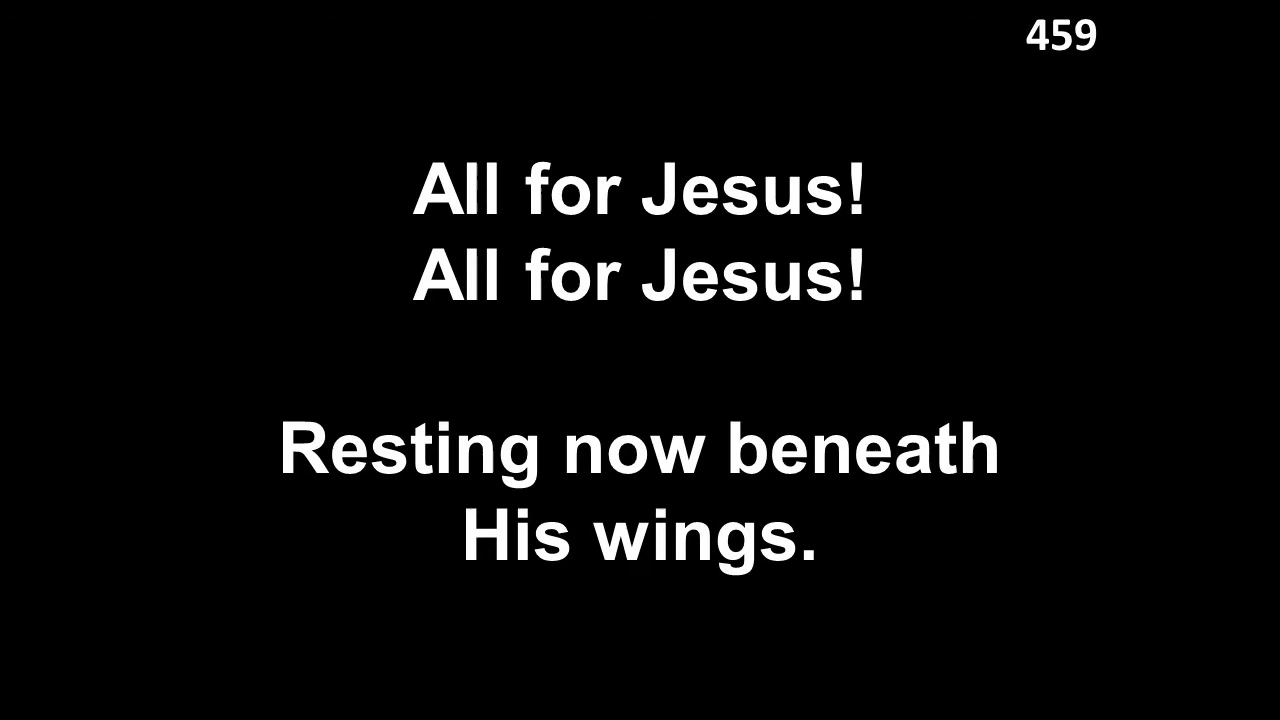 459
All for Jesus!
All for Jesus!
Resting now beneath
His wings.